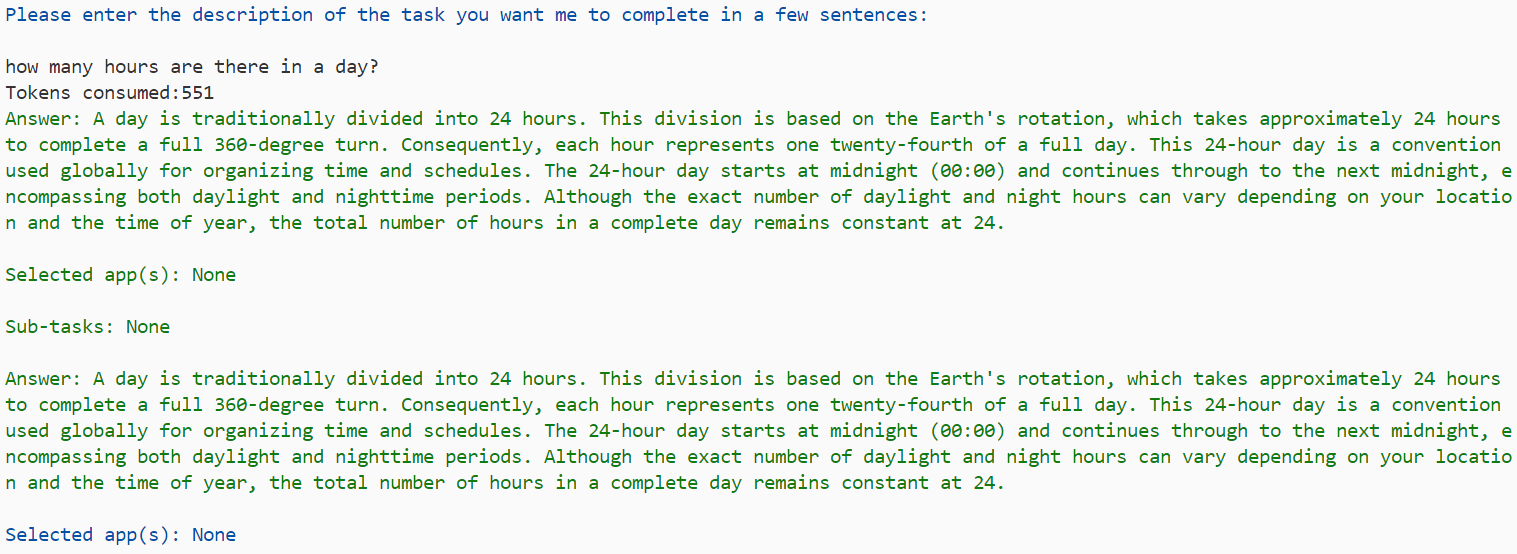 Please enter the description of the task you want me to complete in a few sentences:
how many hours are there in a day?
Tokens consumed:551
Answer: A day is traditionally divided into 24 hours. This division is based on the Earth's rotation, which takes approximately 24 hours
to complete a full 360-degree turn. Consequently, each hour represents one twenty-fourth of a full day. This 24-hour day is a convention
used globally for organizing time and schedules. The 24-hour day starts at midnight (00:00) and continues through to the next midnight, e
ncompassing both daylight and nighttime periods. Although the exact number of daylight and night hours can vary depending on your locatio
n and the time of year, the total number of hours in a complete day remains constant at 24.
Selected app(s): None
Sub-tasks: None
Answer: A day is traditionally divided into 24 hours. This division is based on the Earth's rotation, which takes approximately 24 hours
to complete a full 360-degree turn. Consequently, each hour represents one twenty-fourth of a full day. This 24-hour day is a convention
used globally for organizing time and schedules. The 24-hour day starts at midnight (00:00) and continues through to the next midnight, e
ncompassing both daylight and nighttime periods. Although the exact number of daylight and night hours can vary depending on your locatio
n and the time of year, the total number of hours in a complete day remains constant at 24.
Selected app(s): None